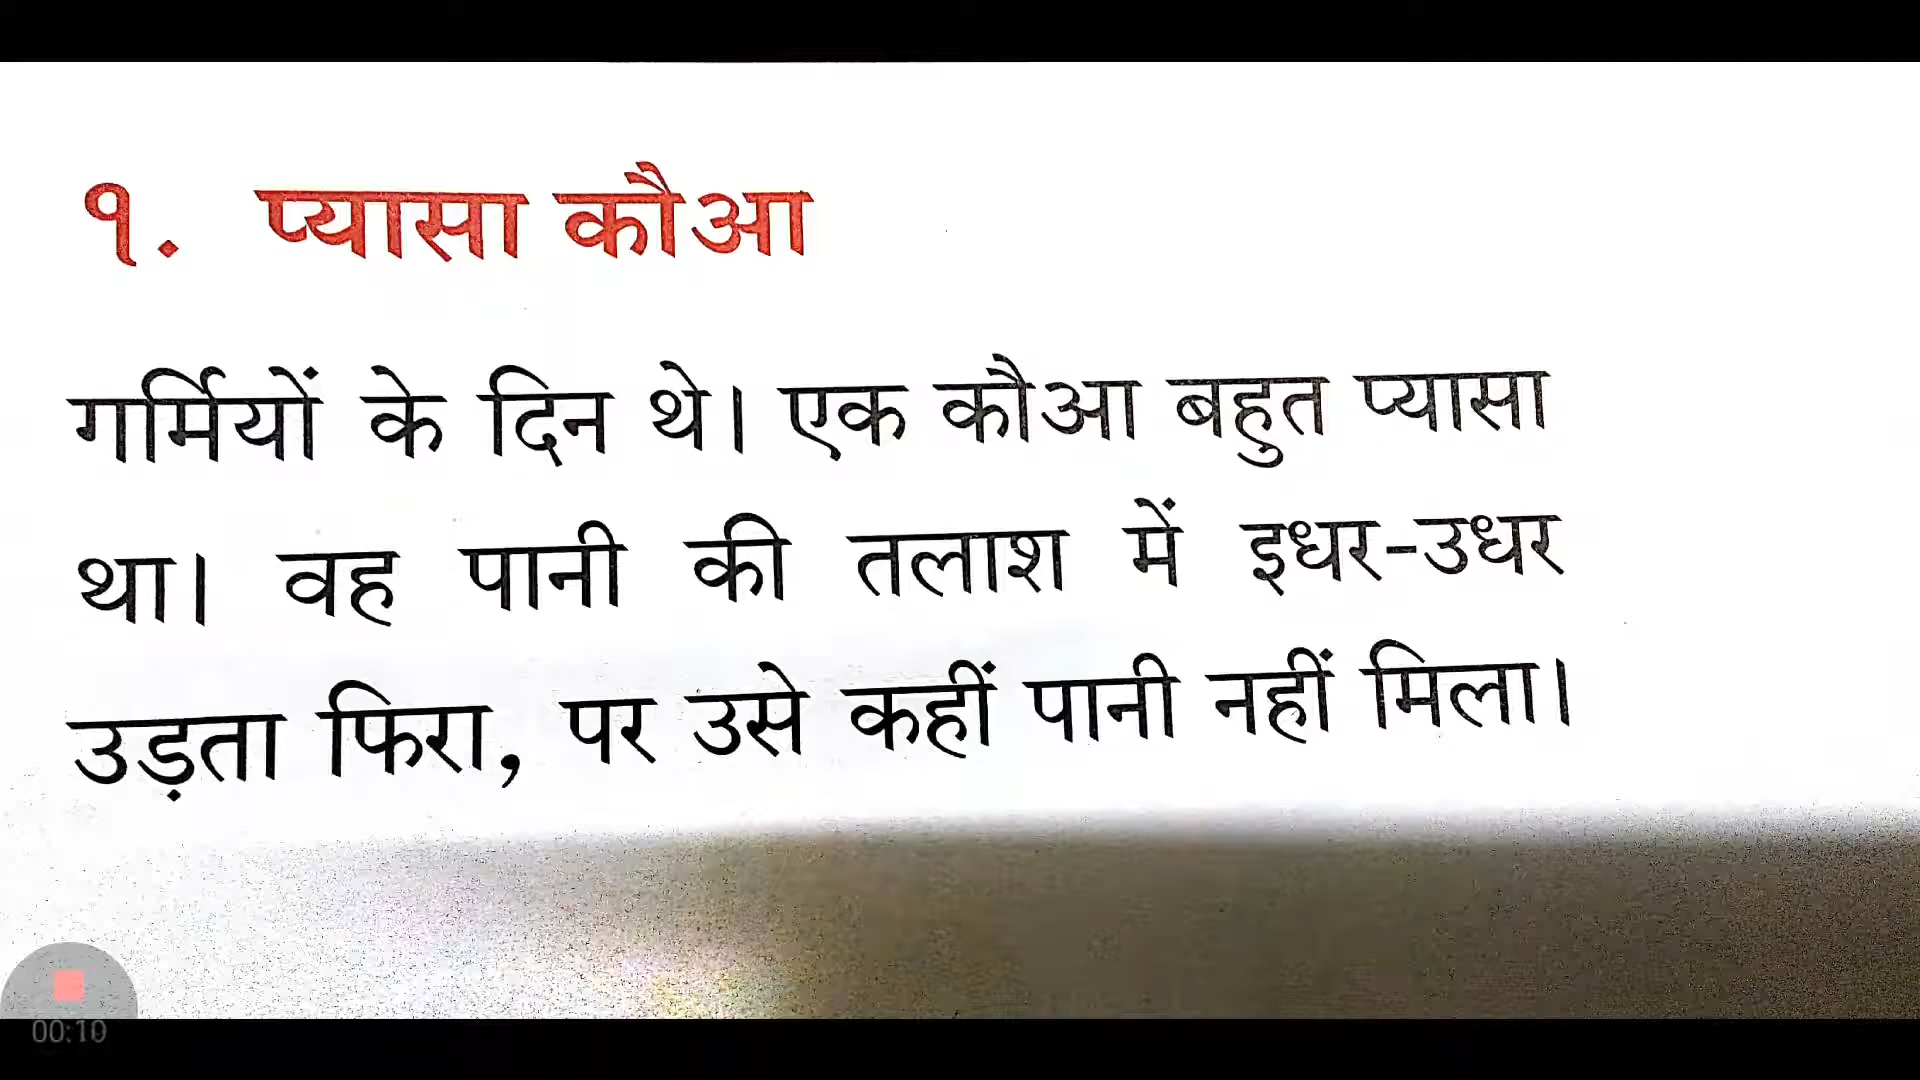 १. प्यासा कौआ
गर्मियों के दिन थे। एक कौआ बहुत प्यासा
था। वह पानी की तलाश में इधर-उधर
उड़ता फिरा, पर उसे कहीं पानी नहीं मिला।
00:10